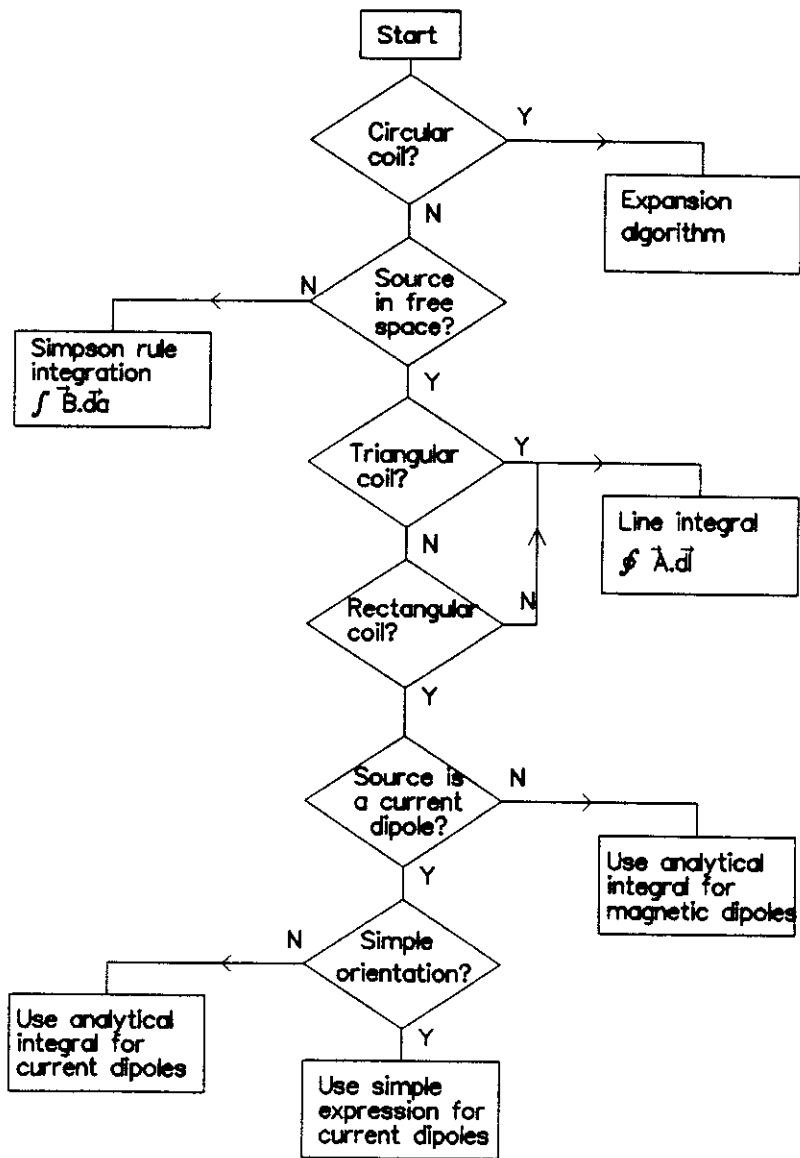 Start
Circular
coil?
Y
Expansion
algorithm
N
Source
in free
space?
N
Simpson rule
integration
∫ B⃗.da⃗
Y
Triangular
coil?
Y
Line integral
∮ A⃗.dl⃗
N
Rectangular
coil?
N
Y
Source is
a current
dipole?
N
Use analytical
integral for
magnetic dipoles
Y
Simple
orientation?
N
Use analytical
integral for
current dipoles
Y
Use simple
expression for
current dipoles